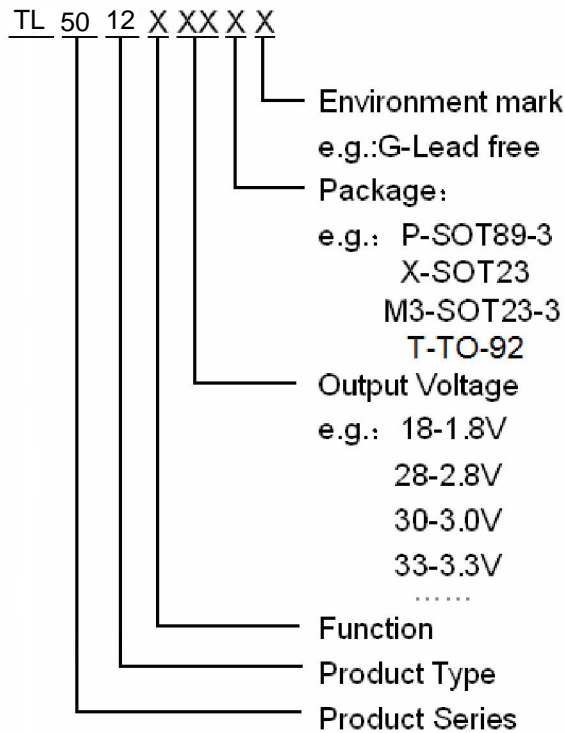 TL 50 12 X XX X X
Environment mark
e.g.:G-Lead free
Package：
e.g.：P-SOT89-3
X-SOT23
M3-SOT23-3
T-TO-92
Output Voltage
e.g.：18-1.8V
28-2.8V
30-3.0V
33-3.3V
……
Function
Product Type
Product Series